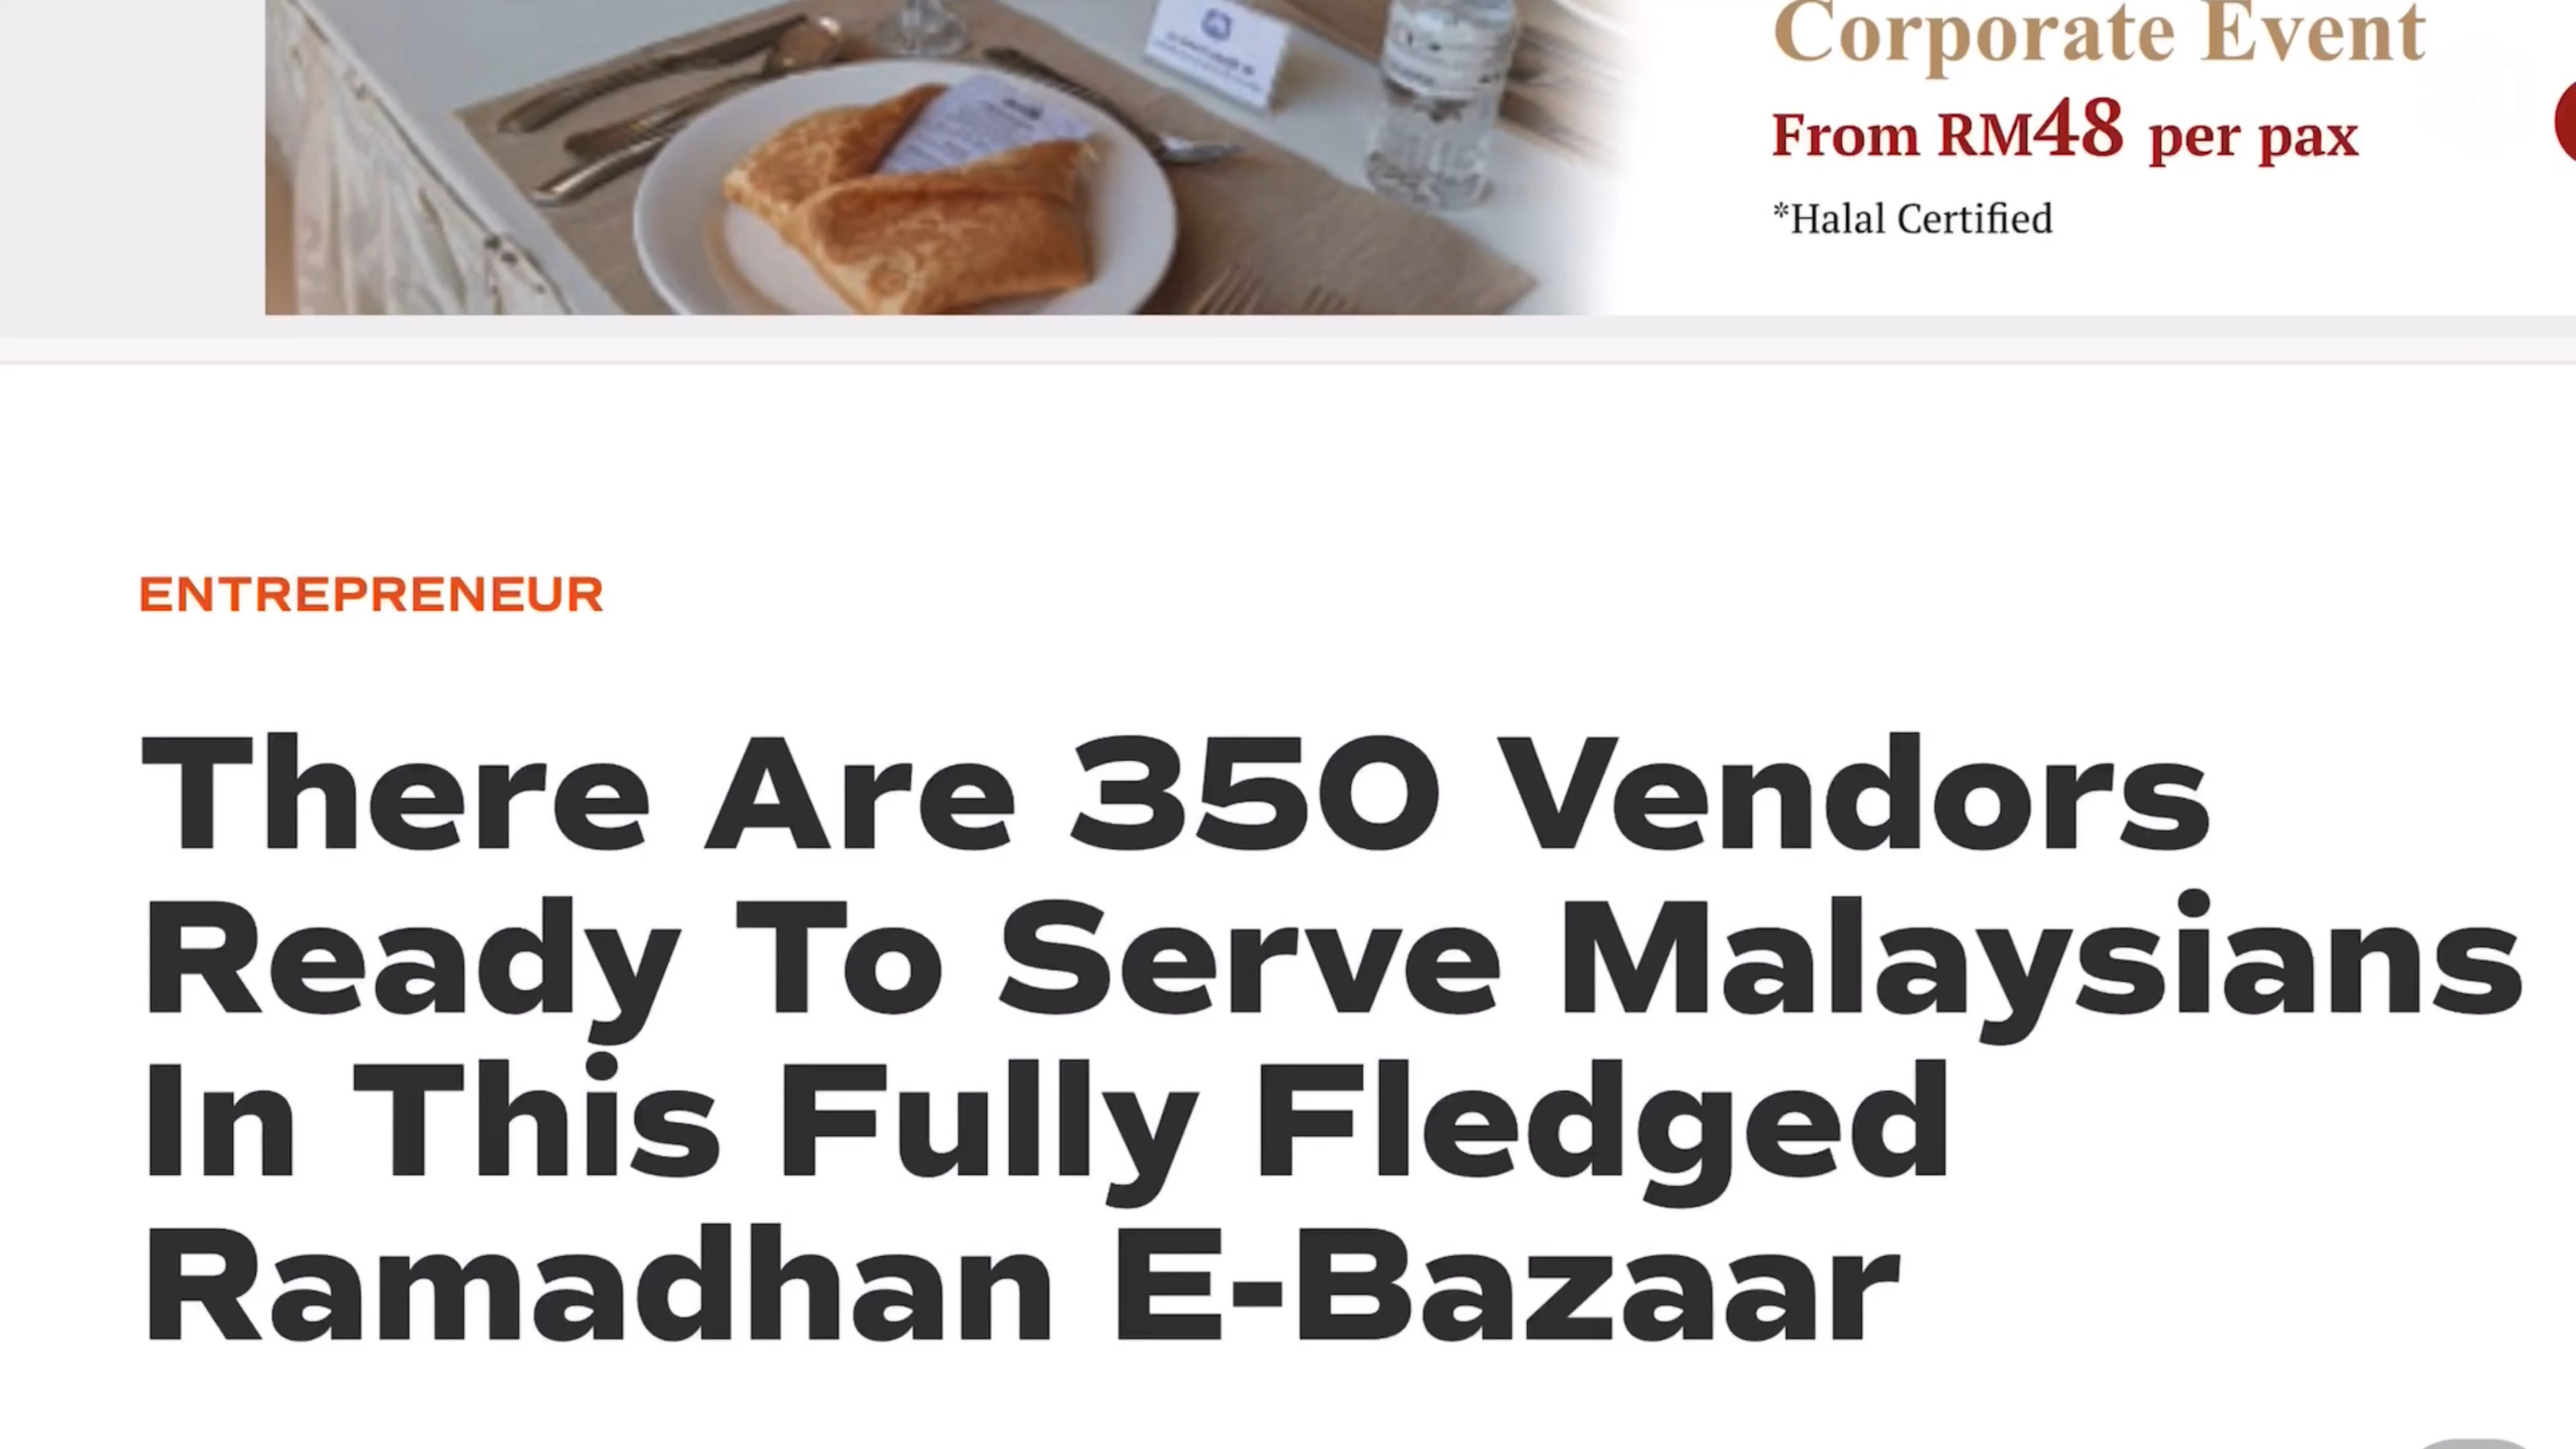 Corporate Event
From RM48 per pax
*Halal Certified
ENTREPRENEUR
There Are 350 Vendors
Ready To Serve Malaysians
In This Fully Fledged
Ramadhan E-Bazaar